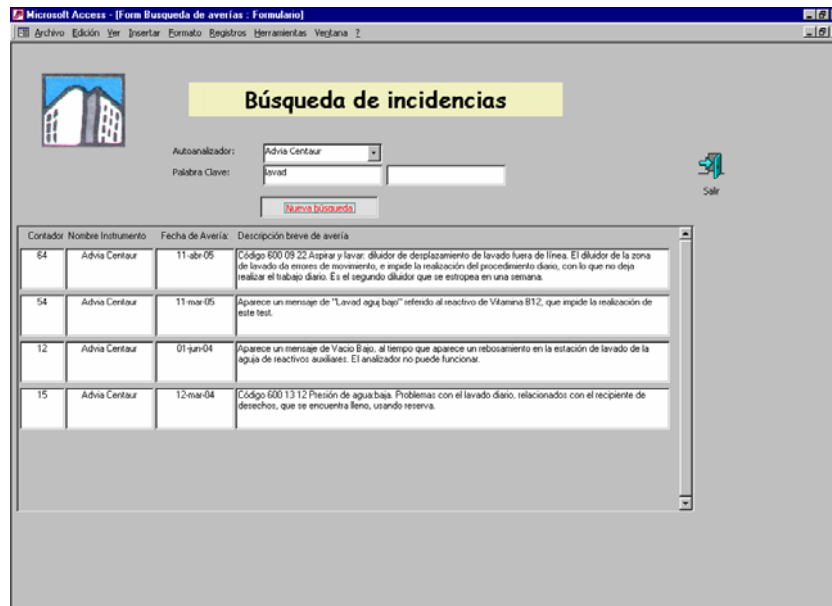 Microsoft Access - [Form Busqueda de averías : Formulario]
Archivo Edición Ver Insertar Formato Registros Herramientas Ventana ?
Búsqueda de incidencias
Autoanalizador: Advia Centaur
Palabra Clave: lavad
Salir
Nueva búsqueda
Contador Nombre Instrumento Fecha de Avería: Descripción breve de avería
64 Advia Centaur 11-abr-05 Código 600 09 22 Aspirar y lavar: diluidor de desplazamiento de lavado fuera de línea. El diluidor de la zona
de lavado da errores de movimiento, e impide la realización del procedimiento diario, con lo que no deja
realizar el trabajo diario. Es el segundo diluidor que se estropea en una semana.
54 Advia Centaur 11-mar-05 Aparece un mensaje de "Lavad aguj bajo" referido al reactivo de Vitamina B12, que impide la realización de
este test.
12 Advia Centaur 01-jun-04 Aparece un mensaje de Vacio Bajo, al tiempo que aparece un rebosamiento en la estación de lavado de la
aguja de reactivos auxiliares. El analizador no puede funcionar.
15 Advia Centaur 12-mar-04 Código 600 13 12 Presión de agua:baja. Problemas con el lavado diario, relacionados con el recipiente de
desechos, que se encuentra lleno, usando reserva.